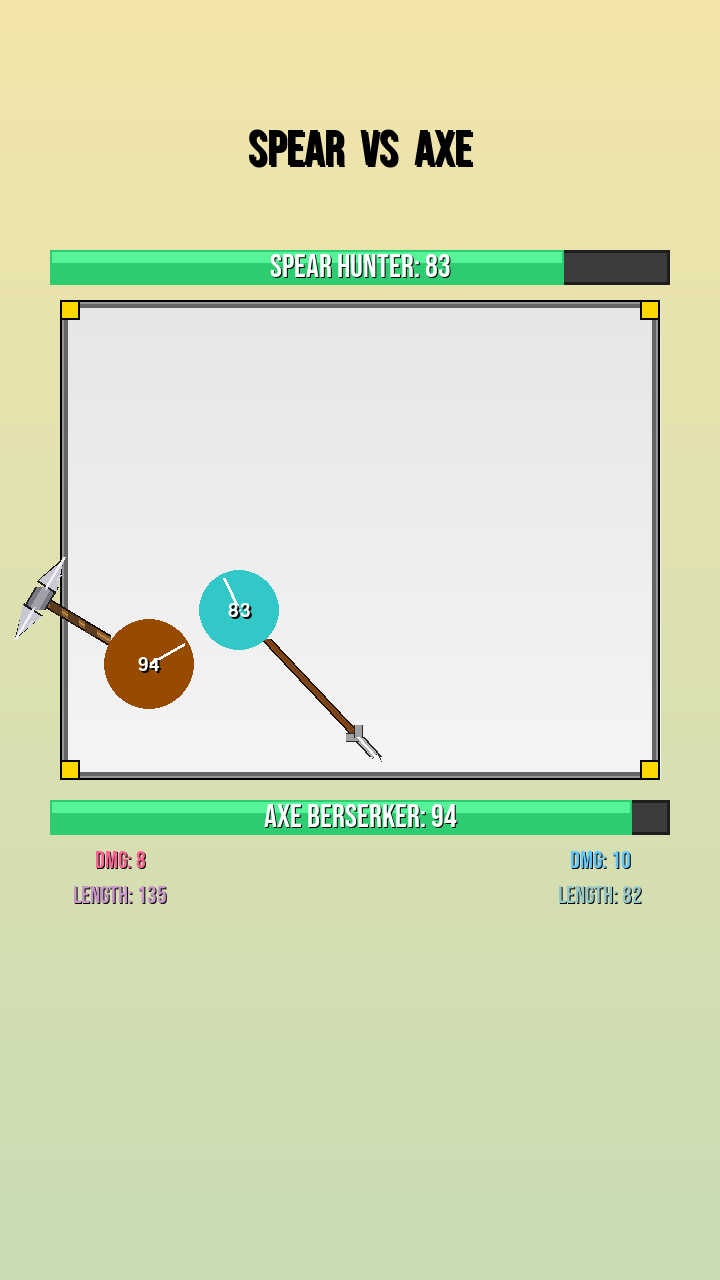 SPEAR VS AXE
SPEAR HUNTER: 83
83
94
AXE BERSERKER: 94
DMG: 8
DMG: 10
LENGTH: 135
LENGTH: 82